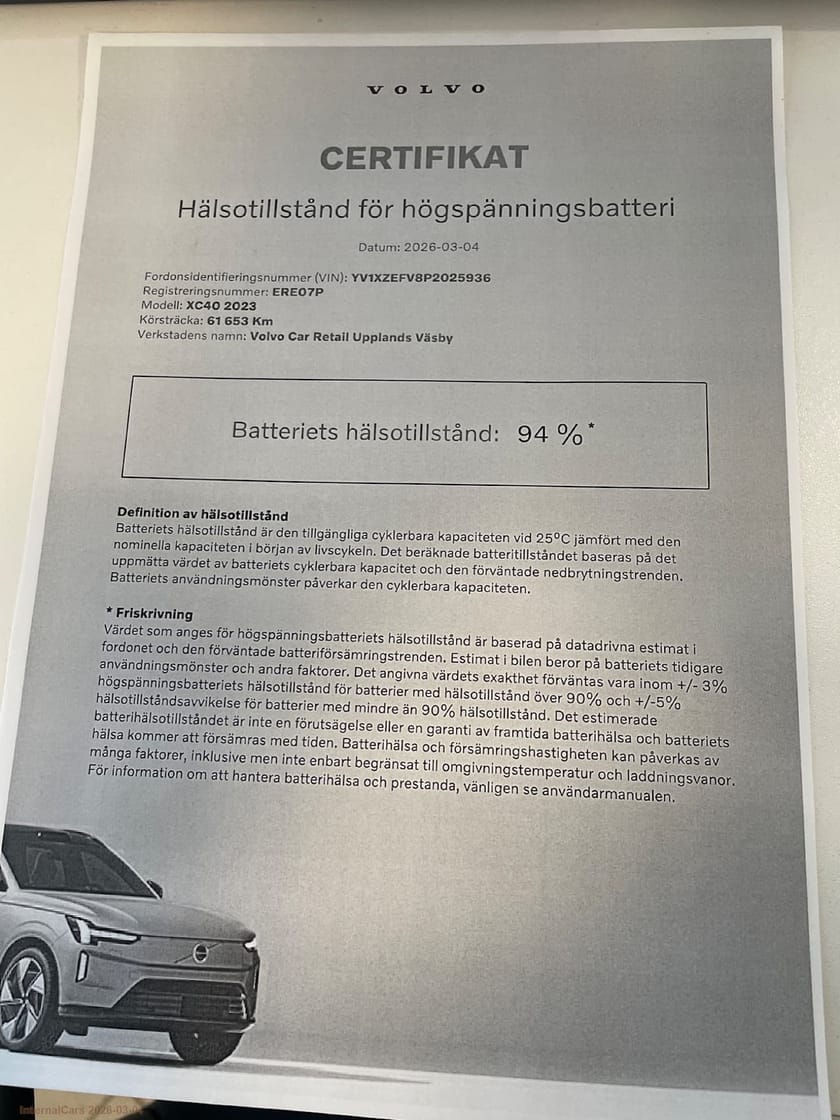 VOLVO
CERTIFIKAT
Hälsotillstånd för högspänningsbatteri
Datum: 2026-03-04
Fordonsidentifieringsnummer (VIN): YV1XZEFV8P2025936
Registreringsnummer: ERE07P
Modell: XC40 2023
Körsträcka: 61 653 Km
Verkstadens namn: Volvo Car Retail Upplands Väsby
Batteriets hälsotillstånd: 94 %*
Definition av hälsotillstånd
Batteriets hälsotillstånd är den tillgängliga cyklerbara kapaciteten vid 25°C jämfört med den
nominella kapaciteten i början av livscykeln. Det beräknade batteritillståndet baseras på det
uppmätta värdet av batteriets cyklerbara kapacitet och den förväntade nedbrytningstrenden.
Batteriets användningsmönster påverkar den cyklerbara kapaciteten.
* Friskrivning
Värdet som anges för högspänningsbatteriets hälsotillstånd är baserad på datadrivna estimat i
fordonet och den förväntade batteriförsämringstrenden. Estimat i bilen beror på batteriets tidigare
användningsmönster och andra faktorer. Det angivna värdets exakthet förväntas vara inom +/- 3%
högspänningsbatteriets hälsotillstånd för batterier med hälsotillstånd över 90% och +/-5%
hälsotillståndsavvikelse för batterier med mindre än 90% hälsotillstånd. Det estimerade
batterihälsotillståndet är inte en förutsägelse eller en garanti av framtida batterihälsa och batteriets
hälsa kommer att försämras med tiden. Batterihälsa och försämringshastigheten kan påverkas av
många faktorer, inklusive men inte enbart begränsat till omgivningstemperatur och laddningsvanor.
För information om att hantera batterihälsa och prestanda, vänligen se användarmanualen.
InternalCars 2026-03-